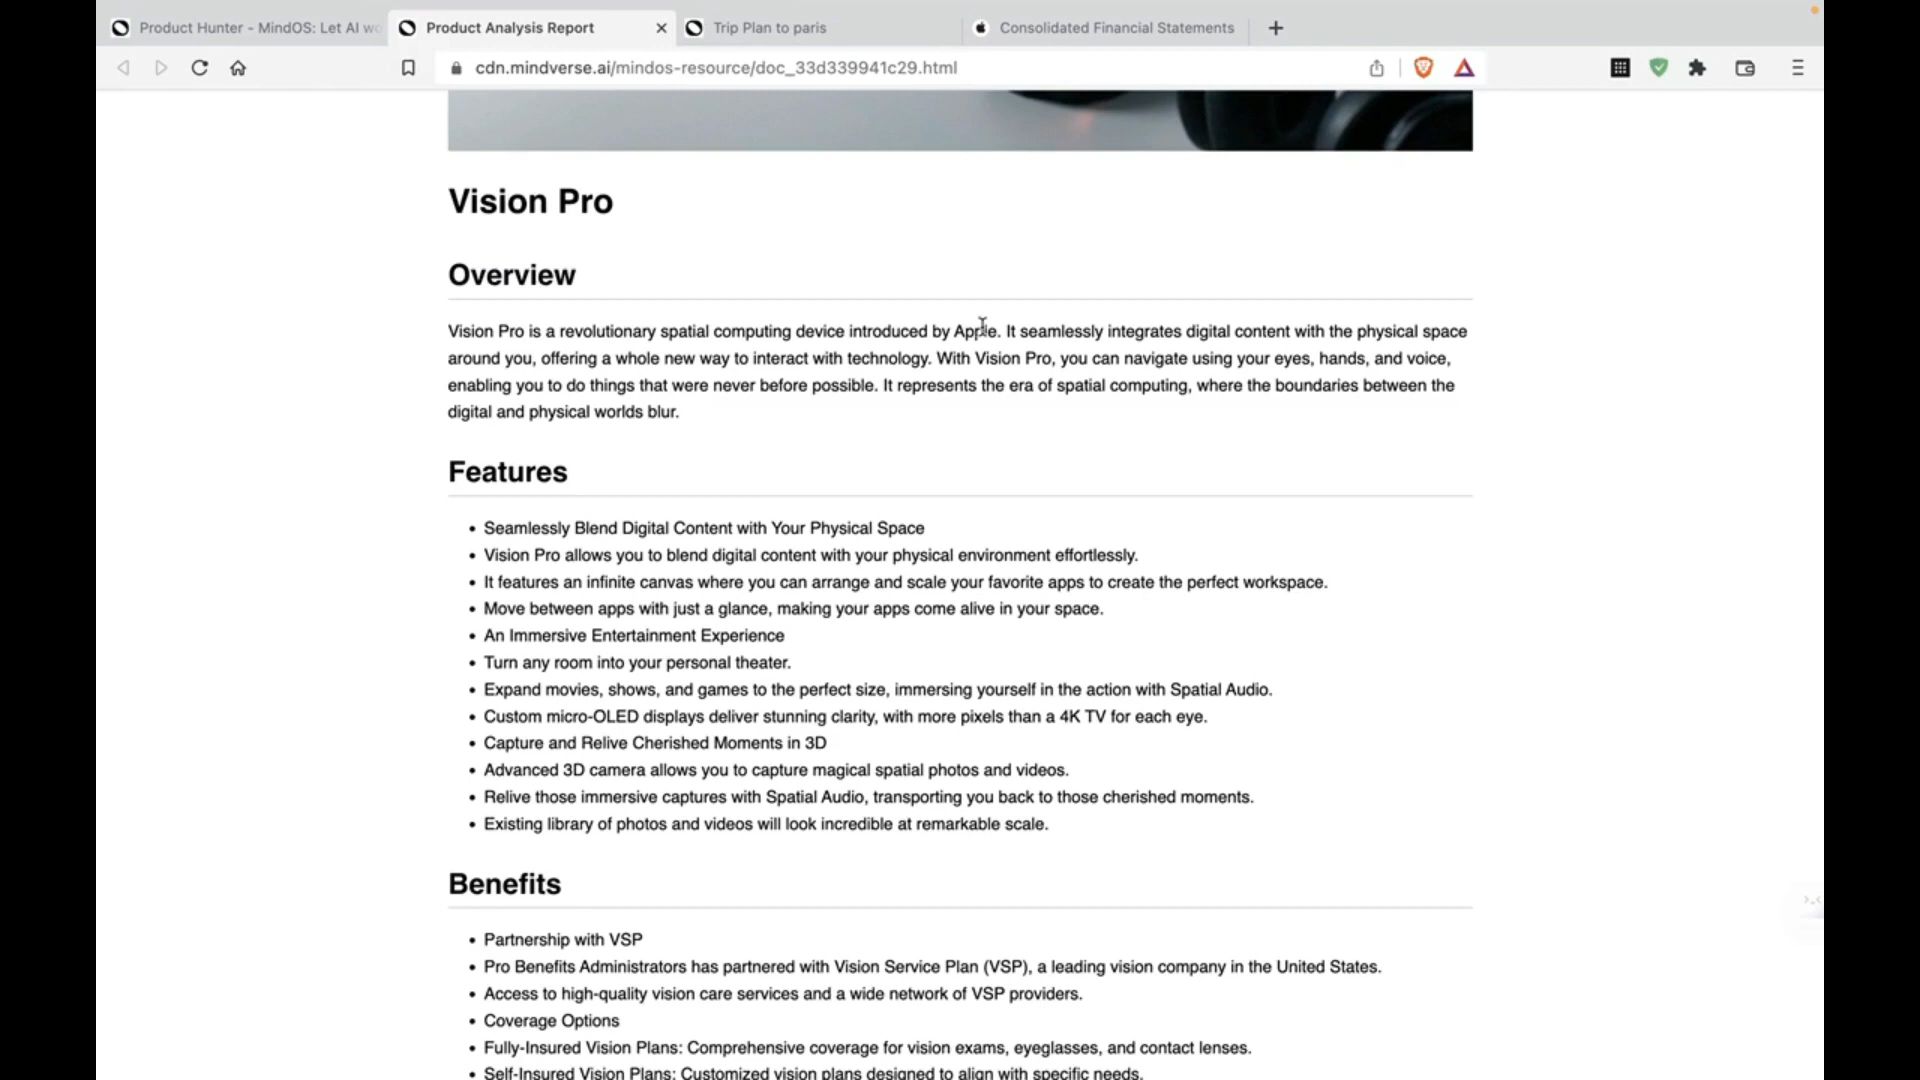 Product Hunter - MindOS: Let AI wo
Product Analysis Report
Trip Plan to paris
Consolidated Financial Statements
cdn.mindverse.ai/mindos-resource/doc_33d339941c29.html
Vision Pro
Overview
Vision Pro is a revolutionary spatial computing device introduced by Apple. It seamlessly integrates digital content with the physical space
around you, offering a whole new way to interact with technology. With Vision Pro, you can navigate using your eyes, hands, and voice,
enabling you to do things that were never before possible. It represents the era of spatial computing, where the boundaries between the
digital and physical worlds blur.
Features
• Seamlessly Blend Digital Content with Your Physical Space
• Vision Pro allows you to blend digital content with your physical environment effortlessly.
• It features an infinite canvas where you can arrange and scale your favorite apps to create the perfect workspace.
• Move between apps with just a glance, making your apps come alive in your space.
• An Immersive Entertainment Experience
• Turn any room into your personal theater.
• Expand movies, shows, and games to the perfect size, immersing yourself in the action with Spatial Audio.
• Custom micro-OLED displays deliver stunning clarity, with more pixels than a 4K TV for each eye.
• Capture and Relive Cherished Moments in 3D
• Advanced 3D camera allows you to capture magical spatial photos and videos.
• Relive those immersive captures with Spatial Audio, transporting you back to those cherished moments.
• Existing library of photos and videos will look incredible at remarkable scale.
Benefits
• Partnership with VSP
• Pro Benefits Administrators has partnered with Vision Service Plan (VSP), a leading vision company in the United States.
• Access to high-quality vision care services and a wide network of VSP providers.
• Coverage Options
• Fully-Insured Vision Plans: Comprehensive coverage for vision exams, eyeglasses, and contact lenses.
• Self-Insured Vision Plans: Customized vision plans designed to align with specific needs.